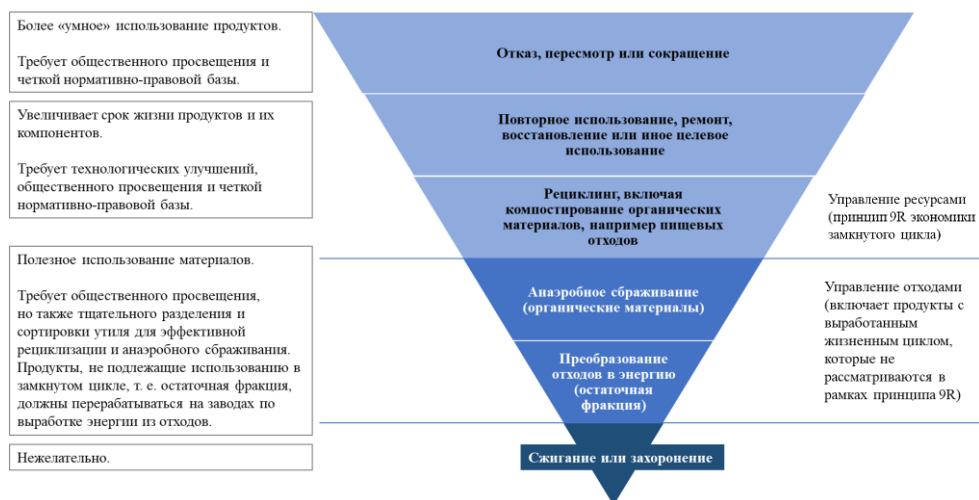 Более «умное» использование продуктов.
Требует общественного просвещения и
четкой нормативно-правовой базы.
Отказ, пересмотр или сокращение
Увеличивает срок жизни продуктов и их
компонентов.
Требует технологических улучшений,
общественного просвещения и четкой
нормативно-правовой базы.
Повторное использование, ремонт,
восстановление или иное целевое
использование
Рециклинг, включая
компостирование органических
материалов, например пищевых
отходов
Управление ресурсами
(принцип 9R экономики
замкнутого цикла)
Полезное использование материалов.
Требует общественного просвещения,
но также тщательного разделения и
сортировки утиля для эффективной
рециклизации и анаэробного сбраживания.
Продукты, не подлежащие использованию в
замкнутом цикле, т. е. остаточная фракция,
должны перерабатываться на заводах по
выработке энергии из отходов.
Анаэробное сбраживание
(органические материалы)
Преобразование
отходов в энергию
(остаточная
фракция)
Управление отходами
(включает продукты с
выработанным
жизненным циклом,
которые не
рассматриваются в
рамках принципа 9R)
Нежелательно.
Сжигание или захоронение